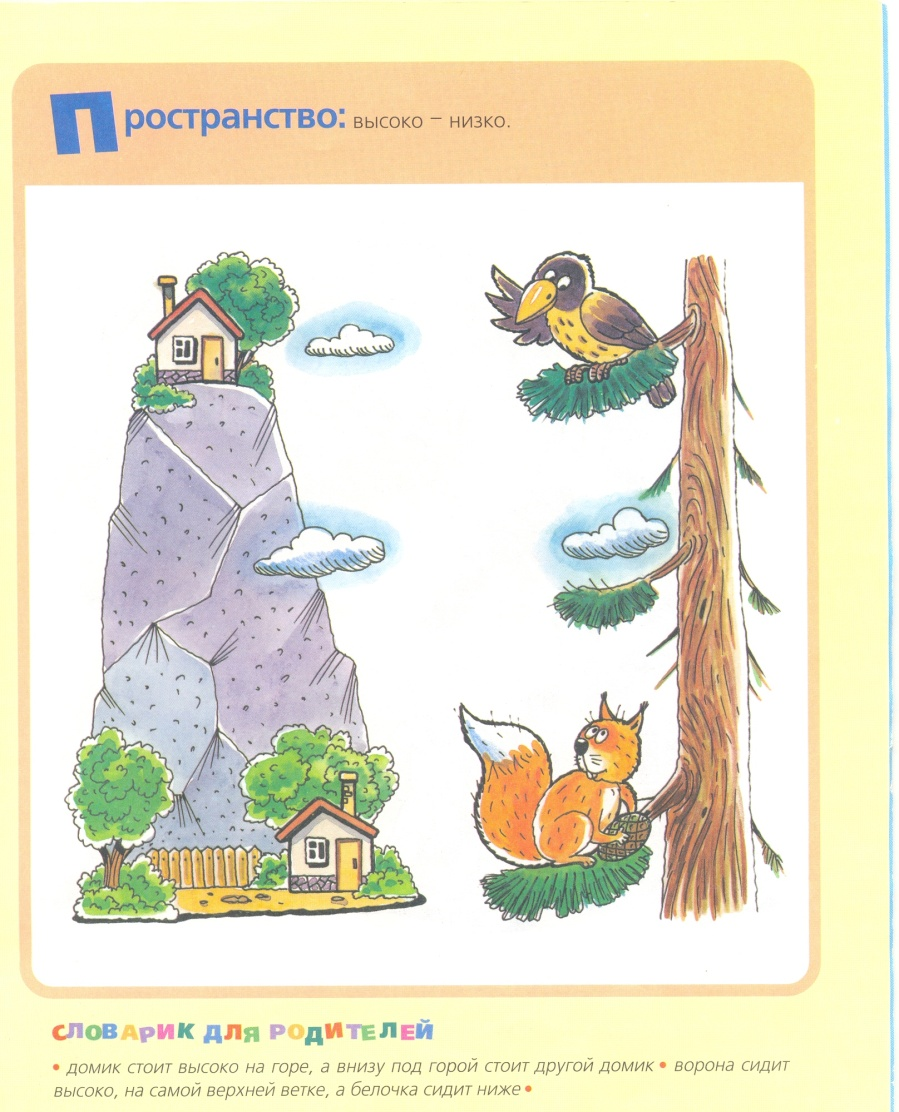 Пространство: высоко – низко.
СЛОВАРИК ДЛЯ РОДИТЕЛЕЙ
• домик стоит высоко на горе, а внизу под горой стоит другой домик • ворона сидит
высоко, на самой верхней ветке, а белочка сидит ниже •